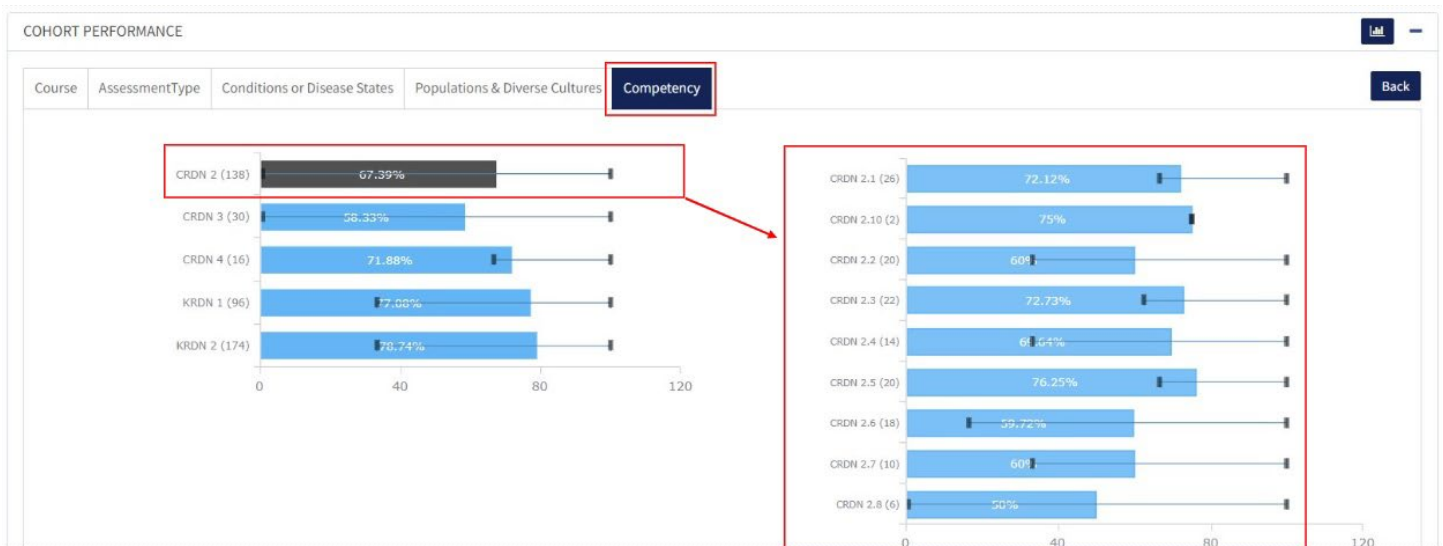 COHORT PERFORMANCE
Course
AssessmentType
Conditions or Disease States
Populations & Diverse Cultures
Competency
Back
CRDN 2 (138)
67.39%
CRDN 3 (30)
58.33%
CRDN 4 (16)
71.88%
KRDN 1 (96)
77.08%
KRDN 2 (174)
78.74%
0
40
80
120
CRDN 2.1 (26)
72.12%
CRDN 2.10 (2)
75%
CRDN 2.2 (20)
60%
CRDN 2.3 (22)
72.73%
CRDN 2.4 (14)
69.64%
CRDN 2.5 (20)
76.25%
CRDN 2.6 (18)
59.72%
CRDN 2.7 (10)
60%
CRDN 2.8 (6)
50%
0
40
80
120